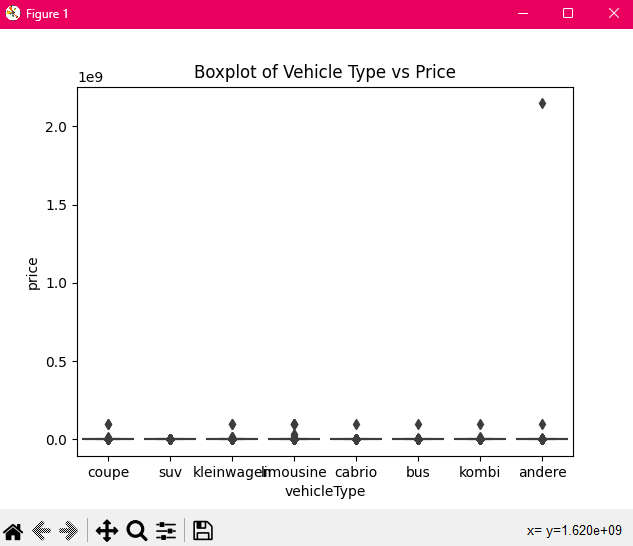 Figure 1
Boxplot of Vehicle Type vs Price
1e9
2.0
1.5
1.0
0.5
0.0
price
coupe suv kleinwagen limousine cabrio bus kombi andere
vehicleType
x= y=1.620e+09